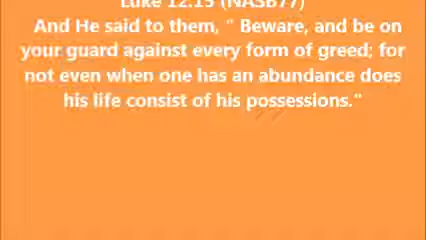 Luke 12:15 (NASB77)
And He said to them, " Beware, and be on
your guard against every form of greed; for
not even when one has an abundance does
his life consist of his possessions."